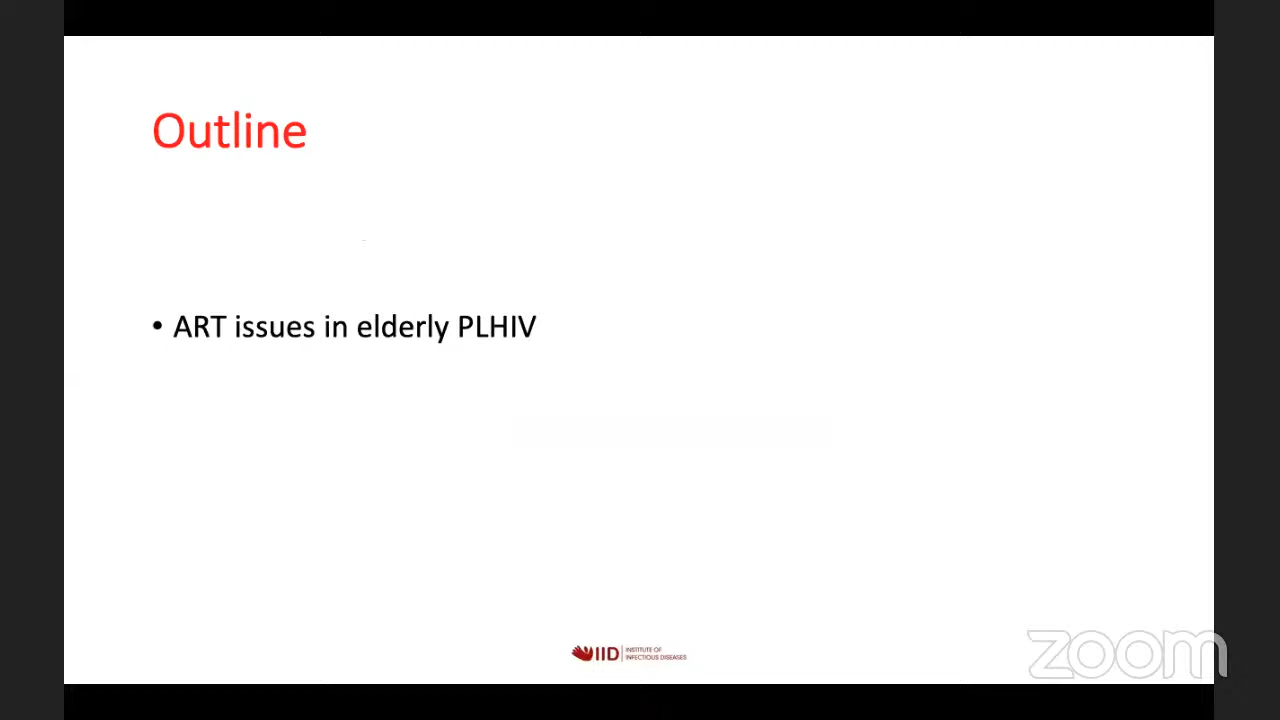 Outline
• ART issues in elderly PLHIV
IID
INSTITUTE OF
INFECTIOUS DISEASES
zoom